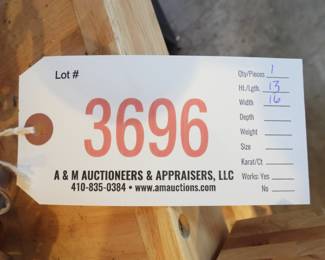 Lot #
3696
A & M AUCTIONEERS & APPRAISERS, LLC
410-835-0384 • www.amauctions.com
Qty/Pieces 1
Ht./Lgth. 13
Width 16
Depth
Weight
Size
Karat/Ct
Works: Yes
No